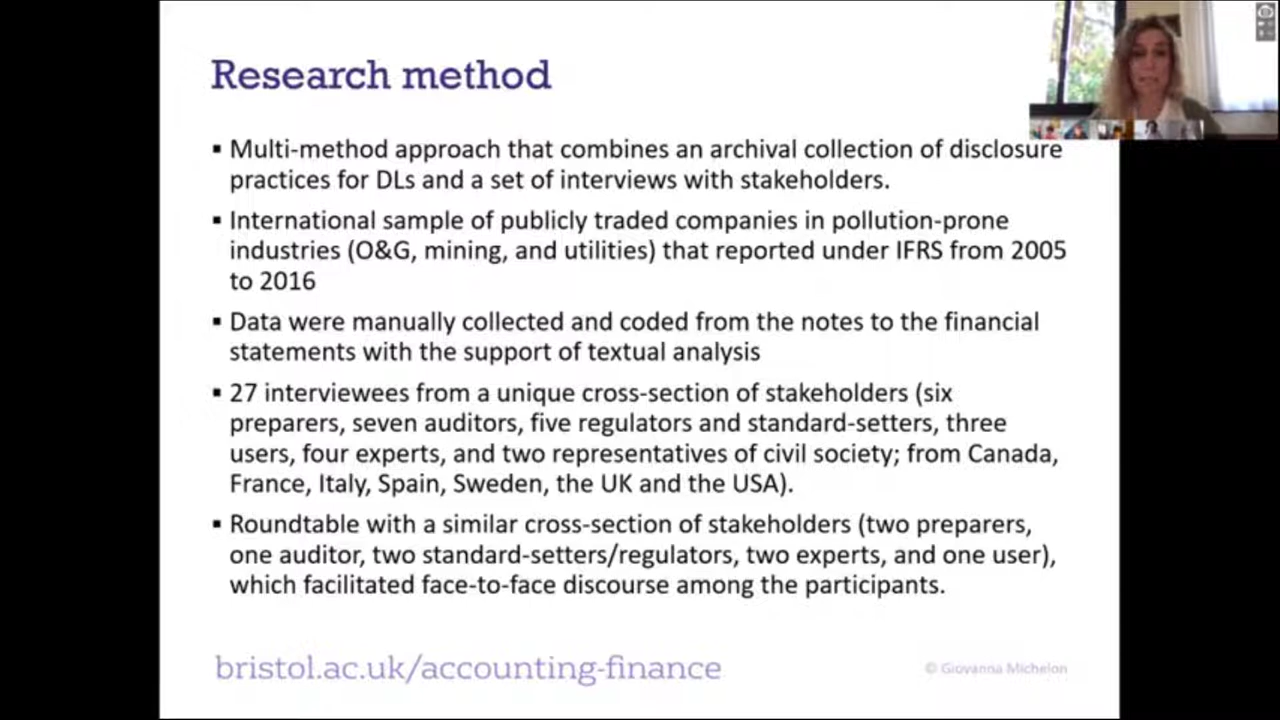 Research method
▪ Multi-method approach that combines an archival collection of disclosure
practices for DLs and a set of interviews with stakeholders.
▪ International sample of publicly traded companies in pollution-prone
industries (O&G, mining, and utilities) that reported under IFRS from 2005
to 2016
▪ Data were manually collected and coded from the notes to the financial
statements with the support of textual analysis
▪ 27 interviewees from a unique cross-section of stakeholders (six
preparers, seven auditors, five regulators and standard-setters, three
users, four experts, and two representatives of civil society; from Canada,
France, Italy, Spain, Sweden, the UK and the USA).
▪ Roundtable with a similar cross-section of stakeholders (two preparers,
one auditor, two standard-setters/regulators, two experts, and one user),
which facilitated face-to-face discourse among the participants.
bristol.ac.uk/accounting-finance
© Giovanna Michelon